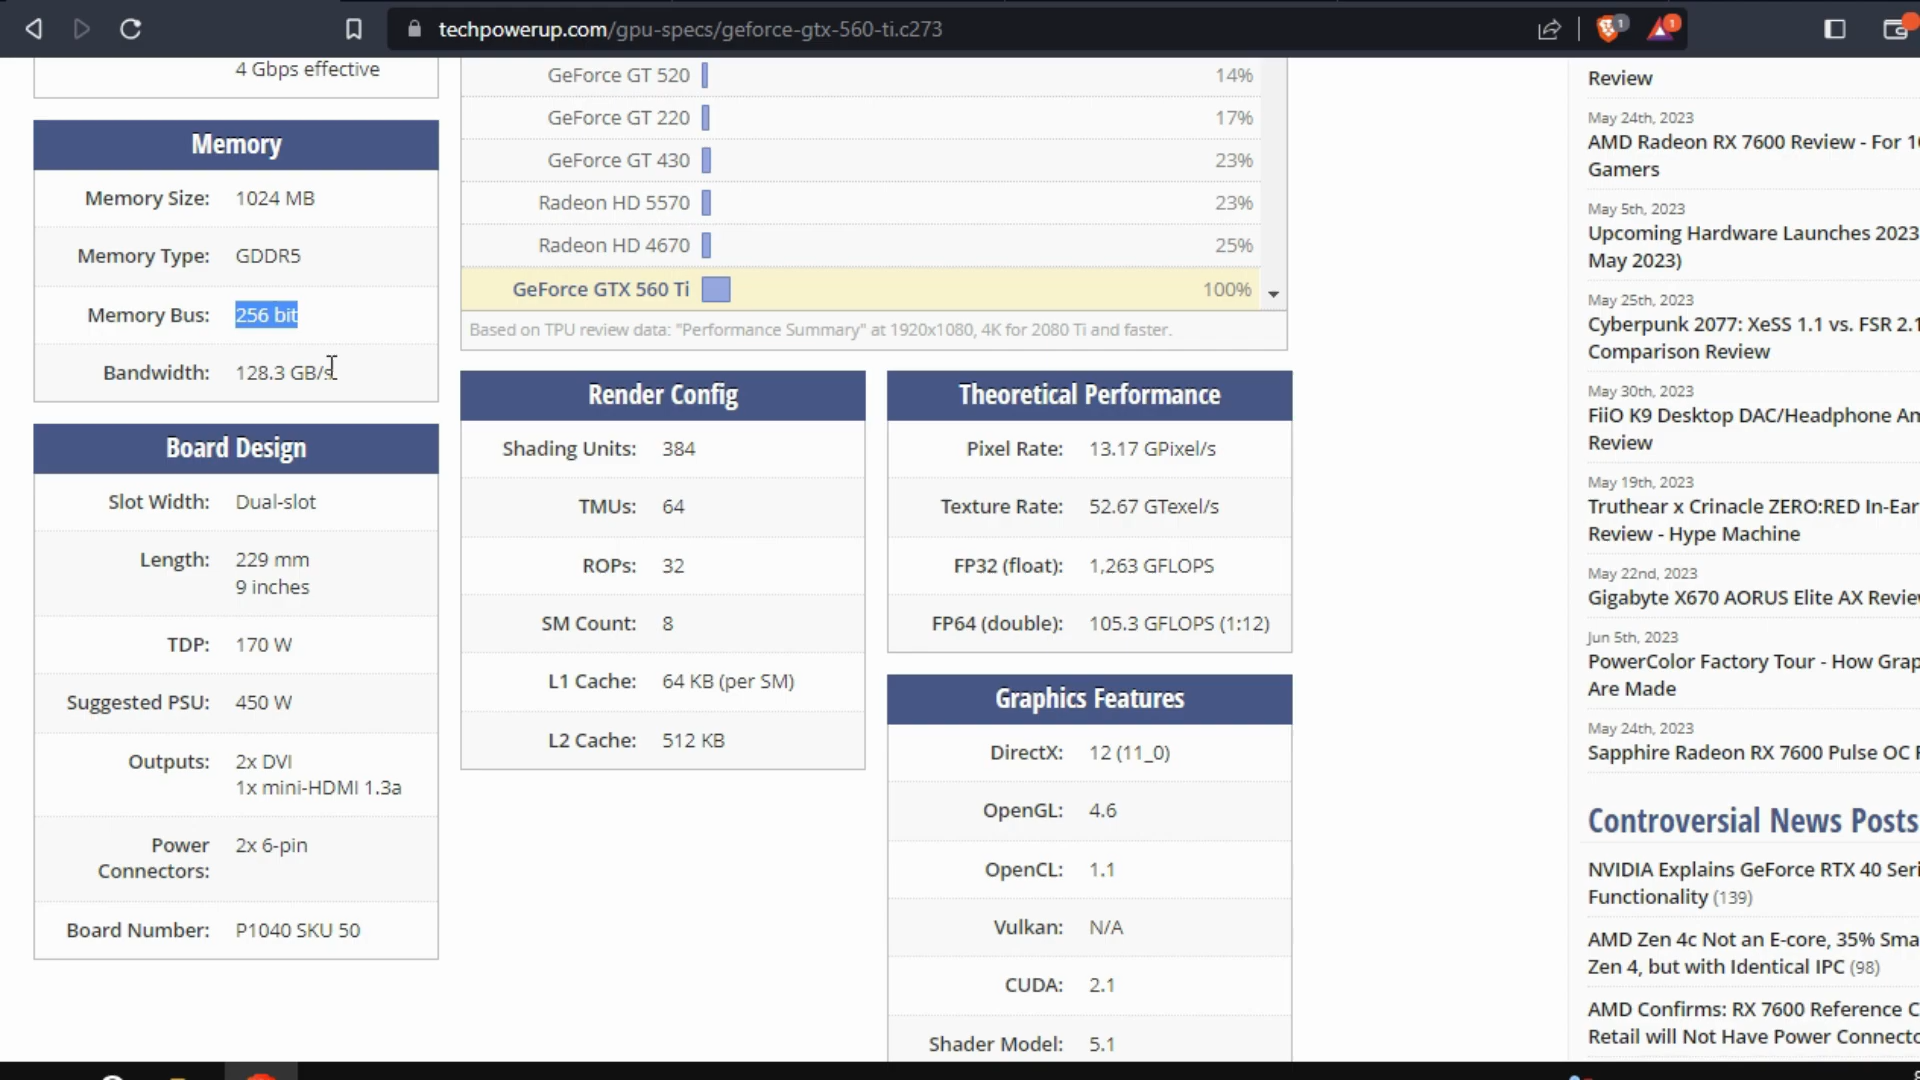 techpowerup.com/gpu-specs/geforce-gtx-560-ti.c273
1
1
4 Gbps effective
Memory
Memory Size: 1024 MB
Memory Type: GDDR5
Memory Bus: 256 bit
Bandwidth: 128.3 GB/s
Board Design
Slot Width: Dual-slot
Length: 229 mm
9 inches
TDP: 170 W
Suggested PSU: 450 W
Outputs: 2x DVI
1x mini-HDMI 1.3a
Power 2x 6-pin
Connectors:
Board Number: P1040 SKU 50
GeForce GT 520 14%
GeForce GT 220 17%
GeForce GT 430 23%
Radeon HD 5570 23%
Radeon HD 4670 25%
GeForce GTX 560 Ti 100%
Based on TPU review data: "Performance Summary" at 1920x1080, 4K for 2080 Ti and faster.
Render Config
Shading Units: 384
TMUs: 64
ROPs: 32
SM Count: 8
L1 Cache: 64 KB (per SM)
L2 Cache: 512 KB
Theoretical Performance
Pixel Rate: 13.17 GPixel/s
Texture Rate: 52.67 GTexel/s
FP32 (float): 1,263 GFLOPS
FP64 (double): 105.3 GFLOPS (1:12)
Graphics Features
DirectX: 12 (11_0)
OpenGL: 4.6
OpenCL: 1.1
Vulkan: N/A
CUDA: 2.1
Shader Model: 5.1
Review
May 24th, 2023
AMD Radeon RX 7600 Review - For
Gamers
May 5th, 2023
Upcoming Hardware Launches 2023
May 2023)
May 25th, 2023
Cyberpunk 2077: XeSS 1.1 vs. FSR 2.1
Comparison Review
May 30th, 2023
FiiO K9 Desktop DAC/Headphone
Review
May 19th, 2023
Truthear x Crinacle ZERO:RED In-Ear
Review - Hype Machine
May 22nd, 2023
Gigabyte X670 AORUS Elite AX
Jun 5th, 2023
PowerColor Factory Tour - How
Are Made
May 24th, 2023
Sapphire Radeon RX 7600 Pulse OC
Controversial News Posts
NVIDIA Explains GeForce RTX 40
Functionality (139)
AMD Zen 4c Not an E-core, 35%
Zen 4, but with Identical IPC (98)
AMD Confirms: RX 7600 Reference
Retail will Not Have Power